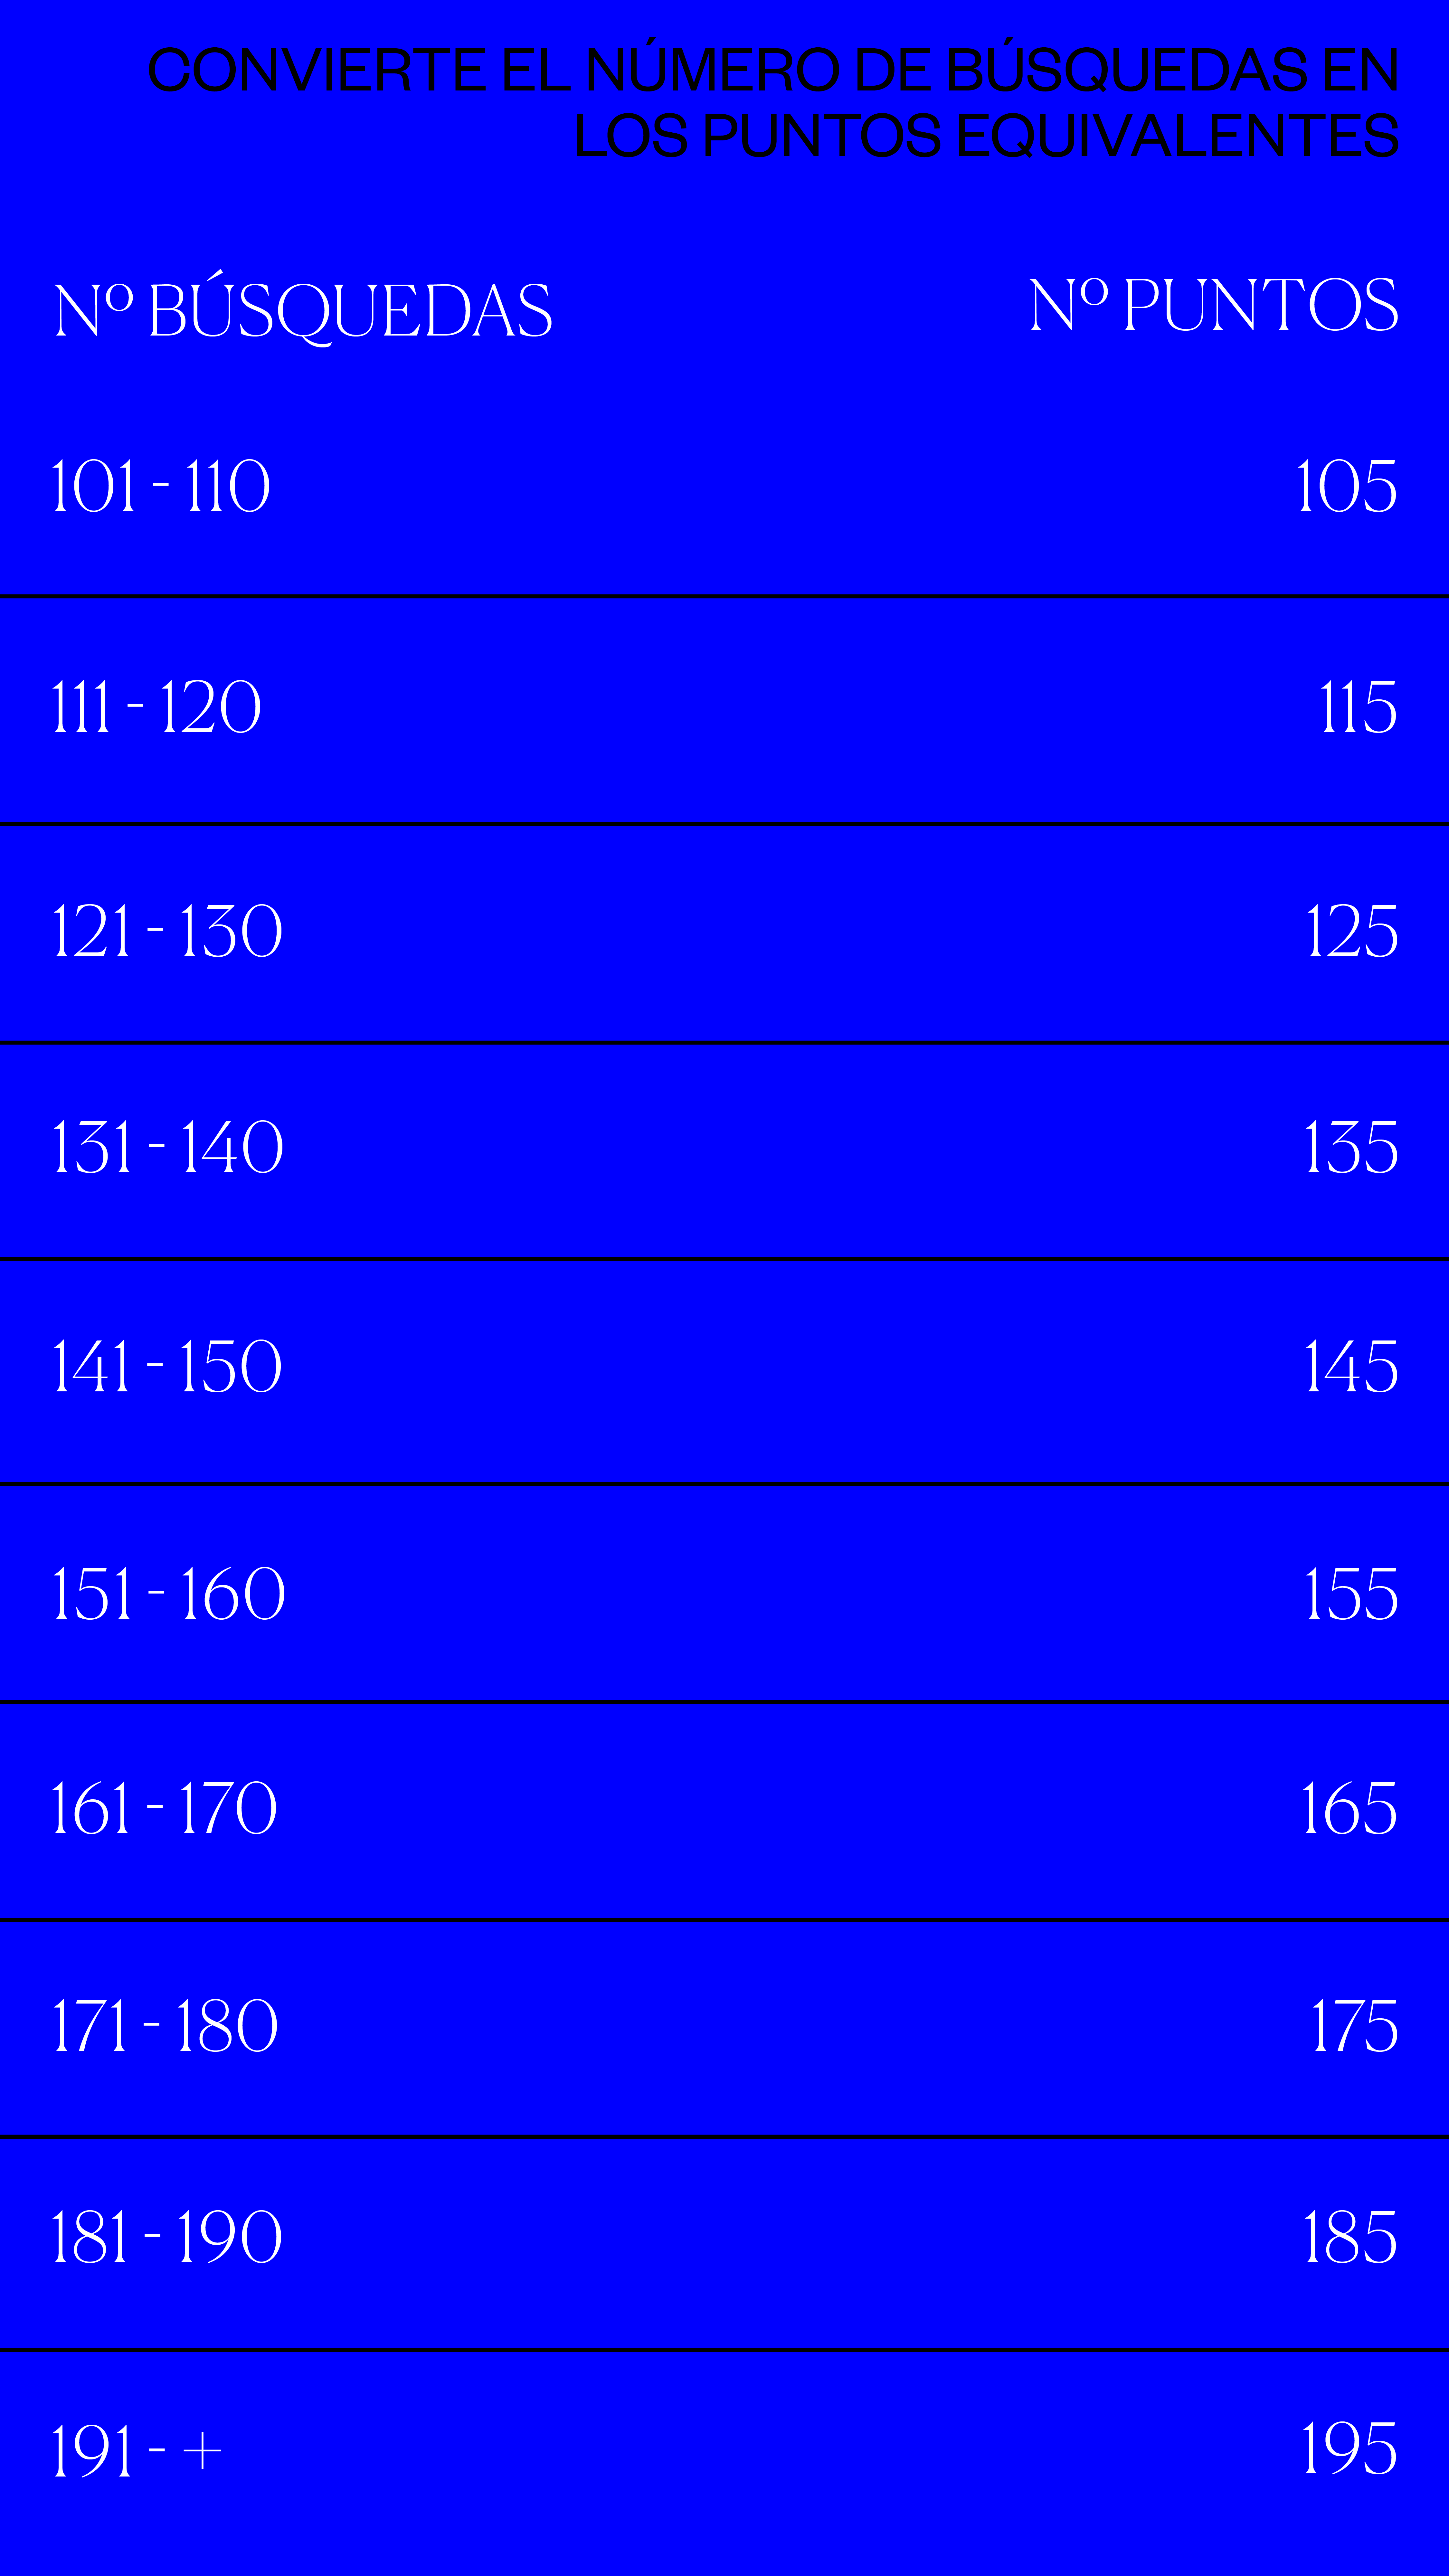 CONVIERTE EL NÚMERO DE BÚSQUEDAS EN
LOS PUNTOS EQUIVALENTES
Nº BÚSQUEDAS Nº PUNTOS
101 - 110 105
111 - 120 115
121 - 130 125
131 - 140 135
141 - 150 145
151 - 160 155
161 - 170 165
171 - 180 175
181 - 190 185
191 - + 195